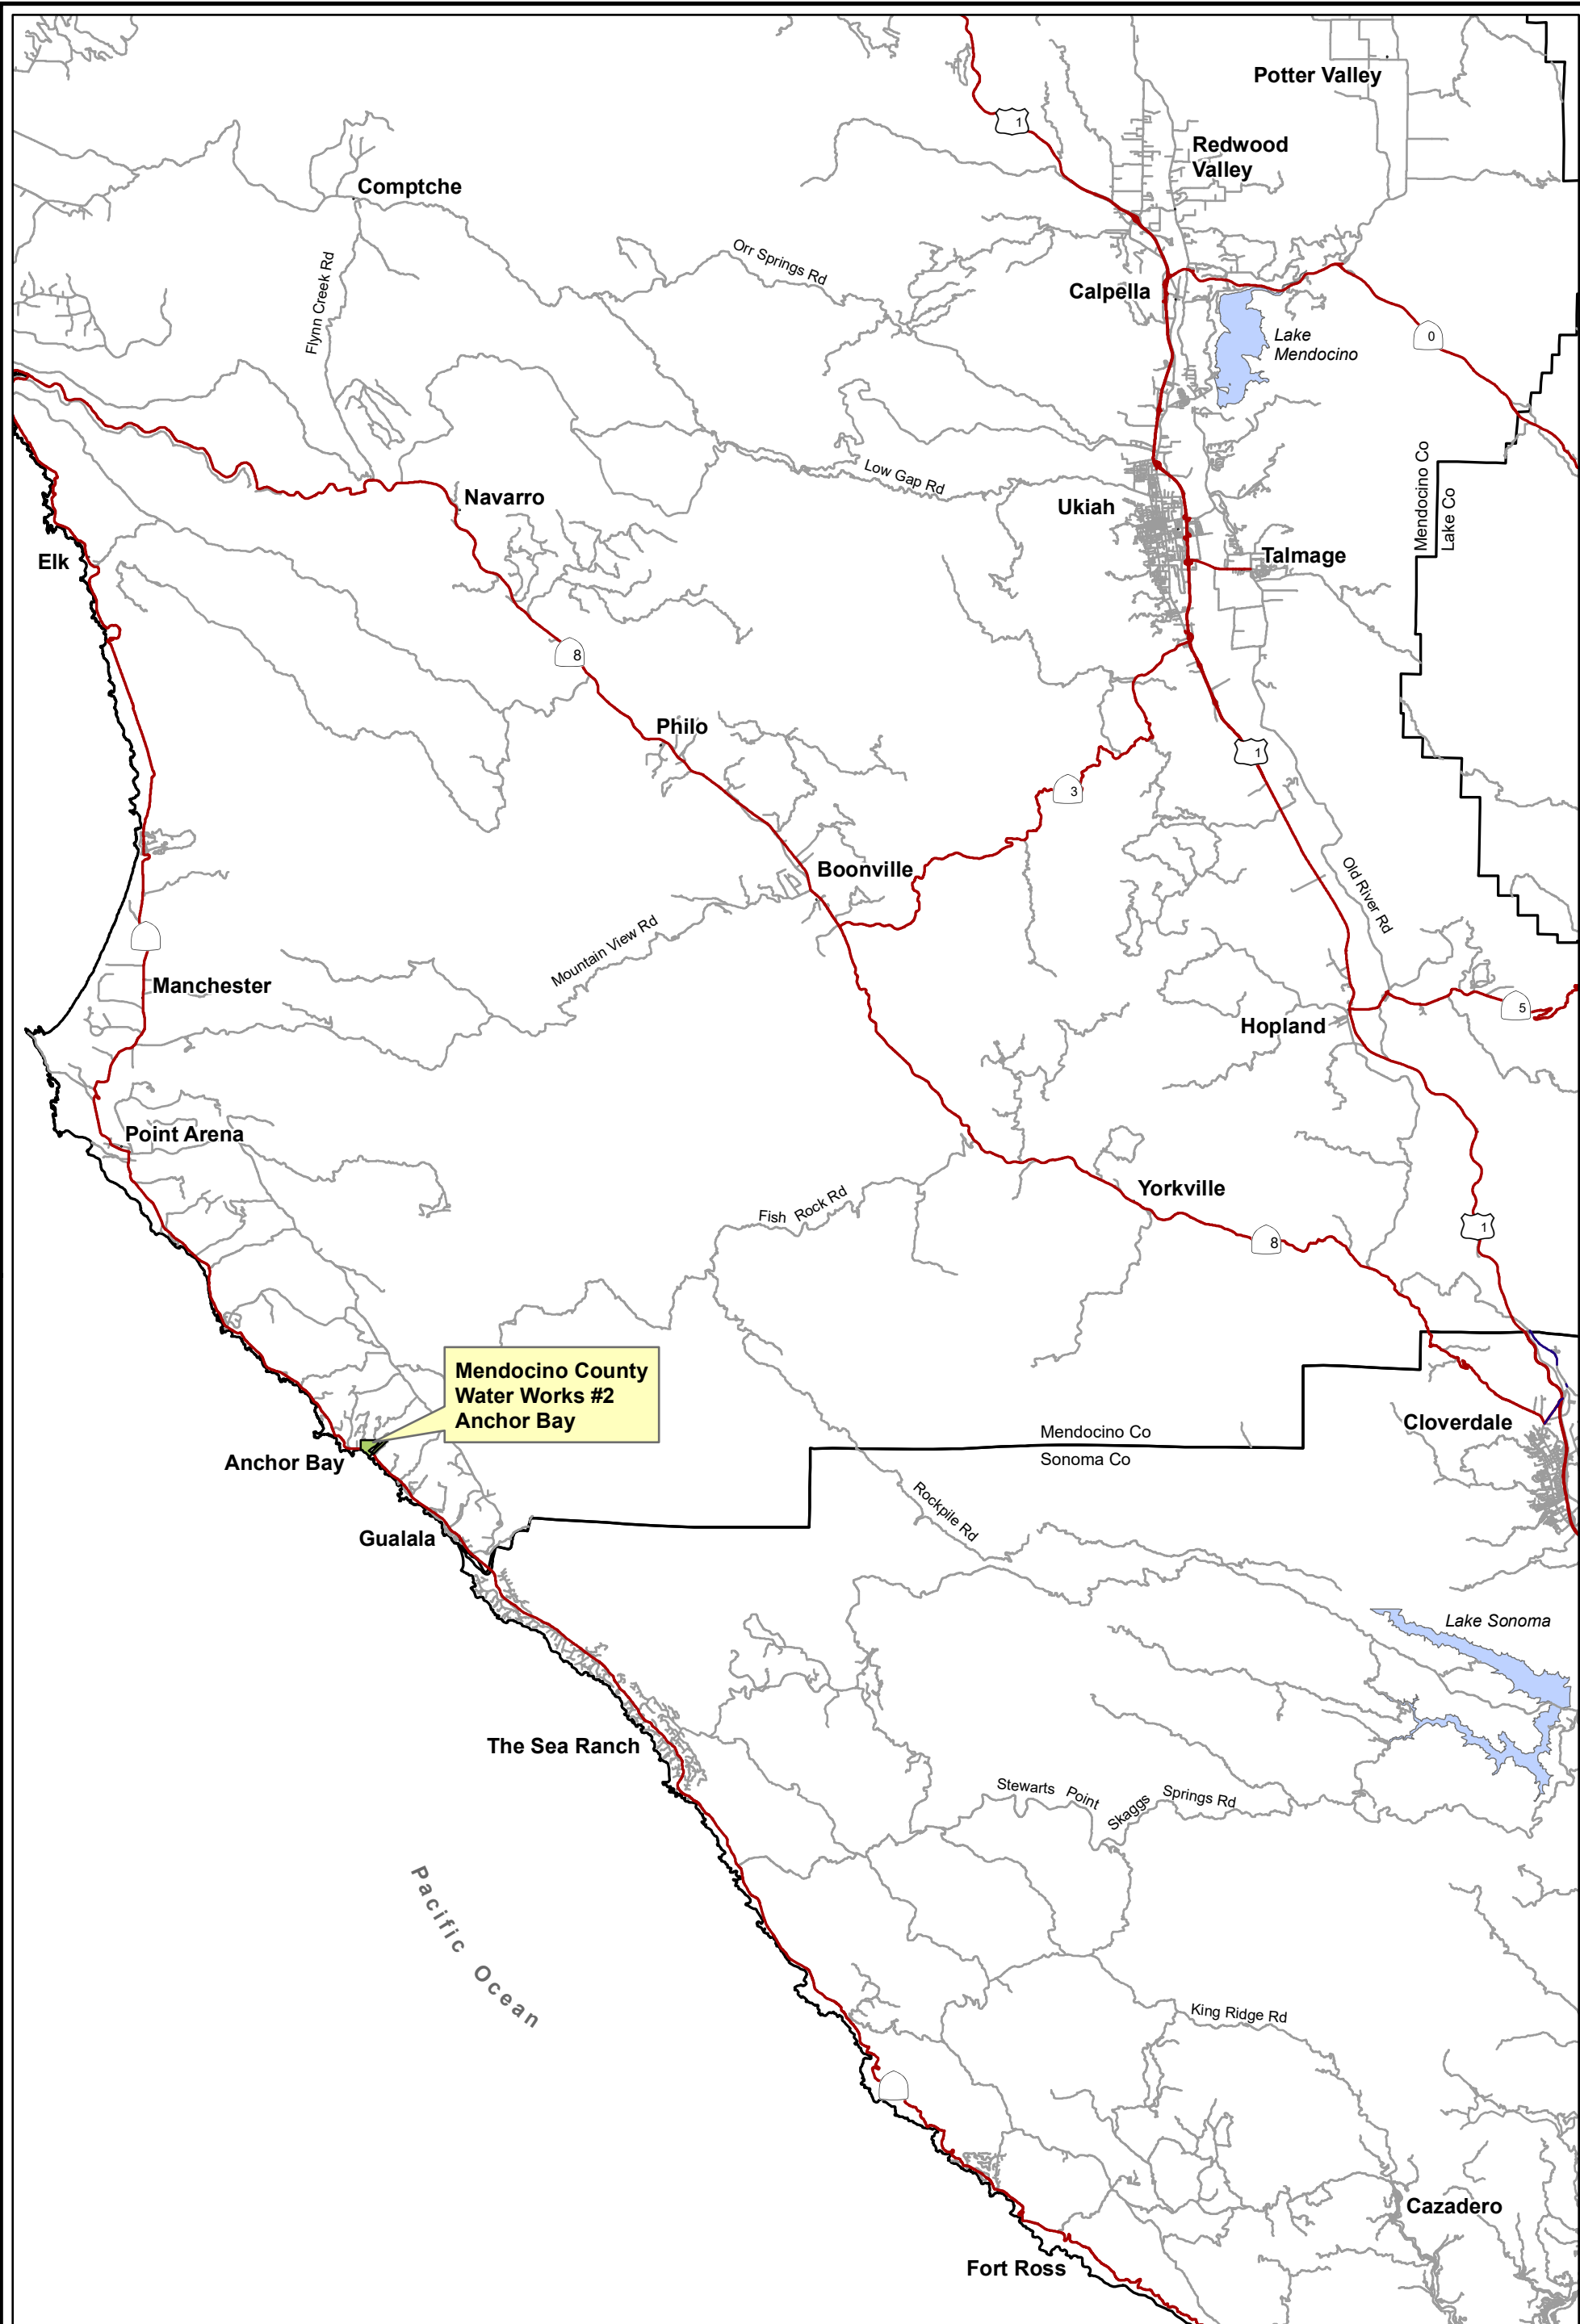 Potter Valley
1
Redwood
Valley
Comptche
Orr Springs Rd
Flynn Creek Rd
Calpella
Lake
Mendocino
0
Mendocino Co
Lake Co
Low Gap Rd
Navarro
Ukiah
Elk
Talmage
8
Philo
1
3
Boonville
Old River Rd
Mountain View Rd
Manchester
5
Hopland
Point Arena
Yorkville
Fish Rock Rd
1
8
Mendocino County
Water Works #2
Anchor Bay
Cloverdale
Mendocino Co
Sonoma Co
Anchor Bay
Rockpile Rd
Gualala
Lake Sonoma
The Sea Ranch
Stewarts Point Skaggs Springs Rd
Pacific Ocean
King Ridge Rd
Cazadero
Fort Ross